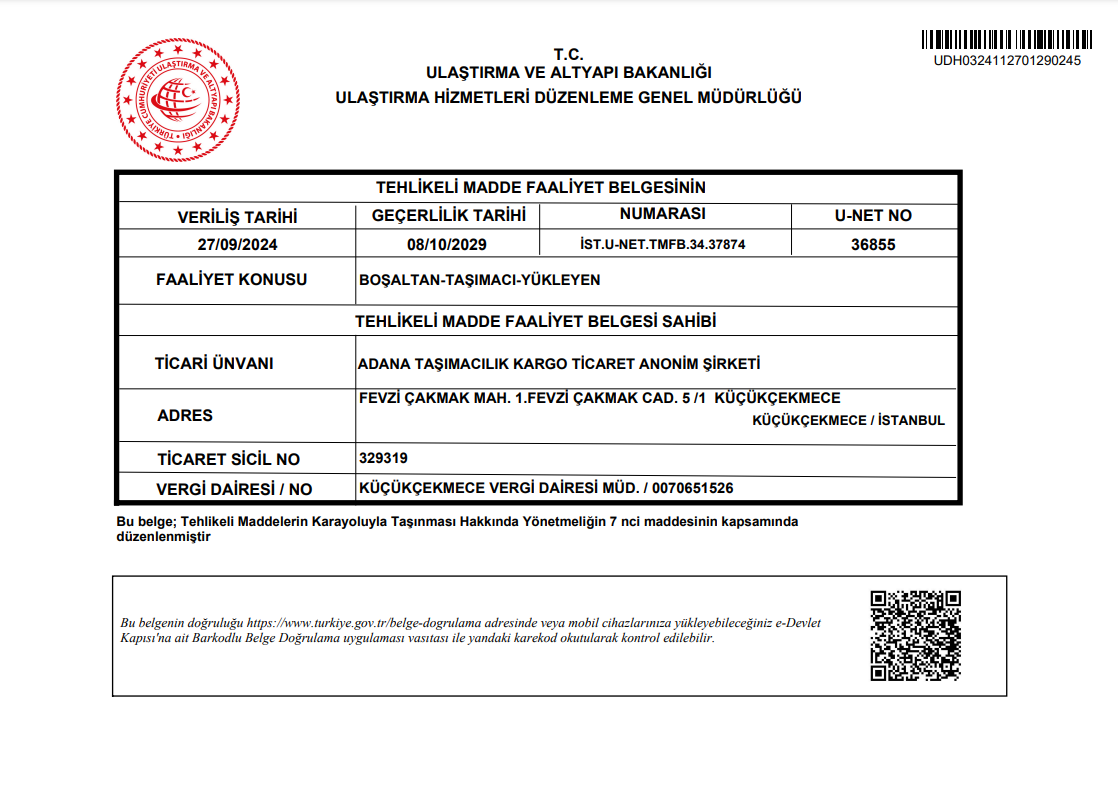 T.C.
ULAŞTIRMA VE ALTYAPI BAKANLIĞI
ULAŞTIRMA HİZMETLERİ DÜZENLEME GENEL MÜDÜRLÜĞÜ
UDH0324112701290245
TÜRKİYE CUMHURİYETİ ULAŞTIRMA VE ALTYAPI BAKANLIĞI
TEHLİKELİ MADDE FAALİYET BELGESİNİN
VERİLİŞ TARİHİ GEÇERLİLİK TARİHİ NUMARASI U-NET NO
27/09/2024 08/10/2029 İST.U-NET.TMFB.34.37874 36855
FAALİYET KONUSU BOŞALTAN-TAŞIMACI-YÜKLEYEN
TEHLİKELİ MADDE FAALİYET BELGESİ SAHİBİ
TİCARİ ÜNVANI ADANA TAŞIMACILIK KARGO TİCARET ANONİM ŞİRKETİ
ADRES FEVZİ ÇAKMAK MAH. 1.FEVZİ ÇAKMAK CAD. 5 /1 KÜÇÜKÇEKMECE
KÜÇÜKÇEKMECE / İSTANBUL
TİCARET SİCİL NO 329319
VERGİ DAİRESİ / NO KÜÇÜKÇEKMECE VERGİ DAİRESİ MÜD. / 0070651526
Bu belge; Tehlikeli Maddelerin Karayoluyla Taşınması Hakkında Yönetmeliğin 7 nci maddesinin kapsamında
düzenlenmiştir
Bu belgenin doğruluğu https://www.turkiye.gov.tr/belge-dogrulama adresinde veya mobil cihazlarınıza yükleyebileceğiniz e-Devlet
Kapısı'na ait Barkodlu Belge Doğrulama uygulaması vasıtası ile yandaki karekod okutularak kontrol edilebilir.